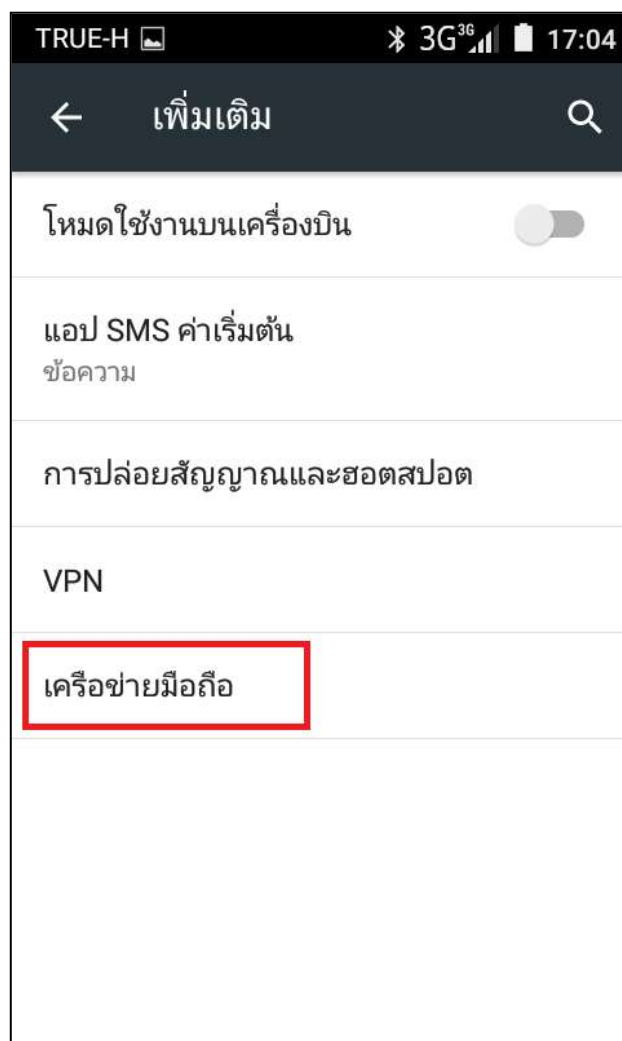 TRUE-H 3G 3G 17:04
เพิ่มเติม
โหมดใช้งานบนเครื่องบิน
แอป SMS ค่าเริ่มต้น
ข้อความ
การปล่อยสัญญาณและฮอตสปอต
VPN
เครือข่ายมือถือ